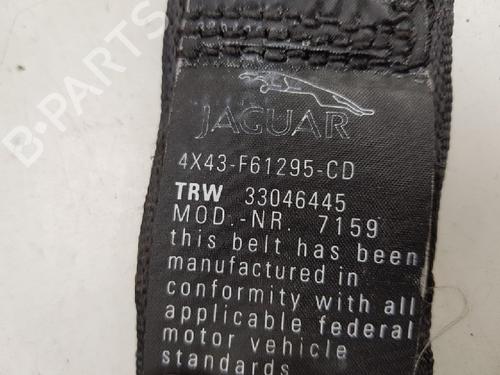 JAGUAR
4X43-F61295-CD
TRW 33046445
MOD.-NR. 7159
this belt has been
manufactured in
conformity with all
applicable federal
motor vehicle
standards
B-PARTS